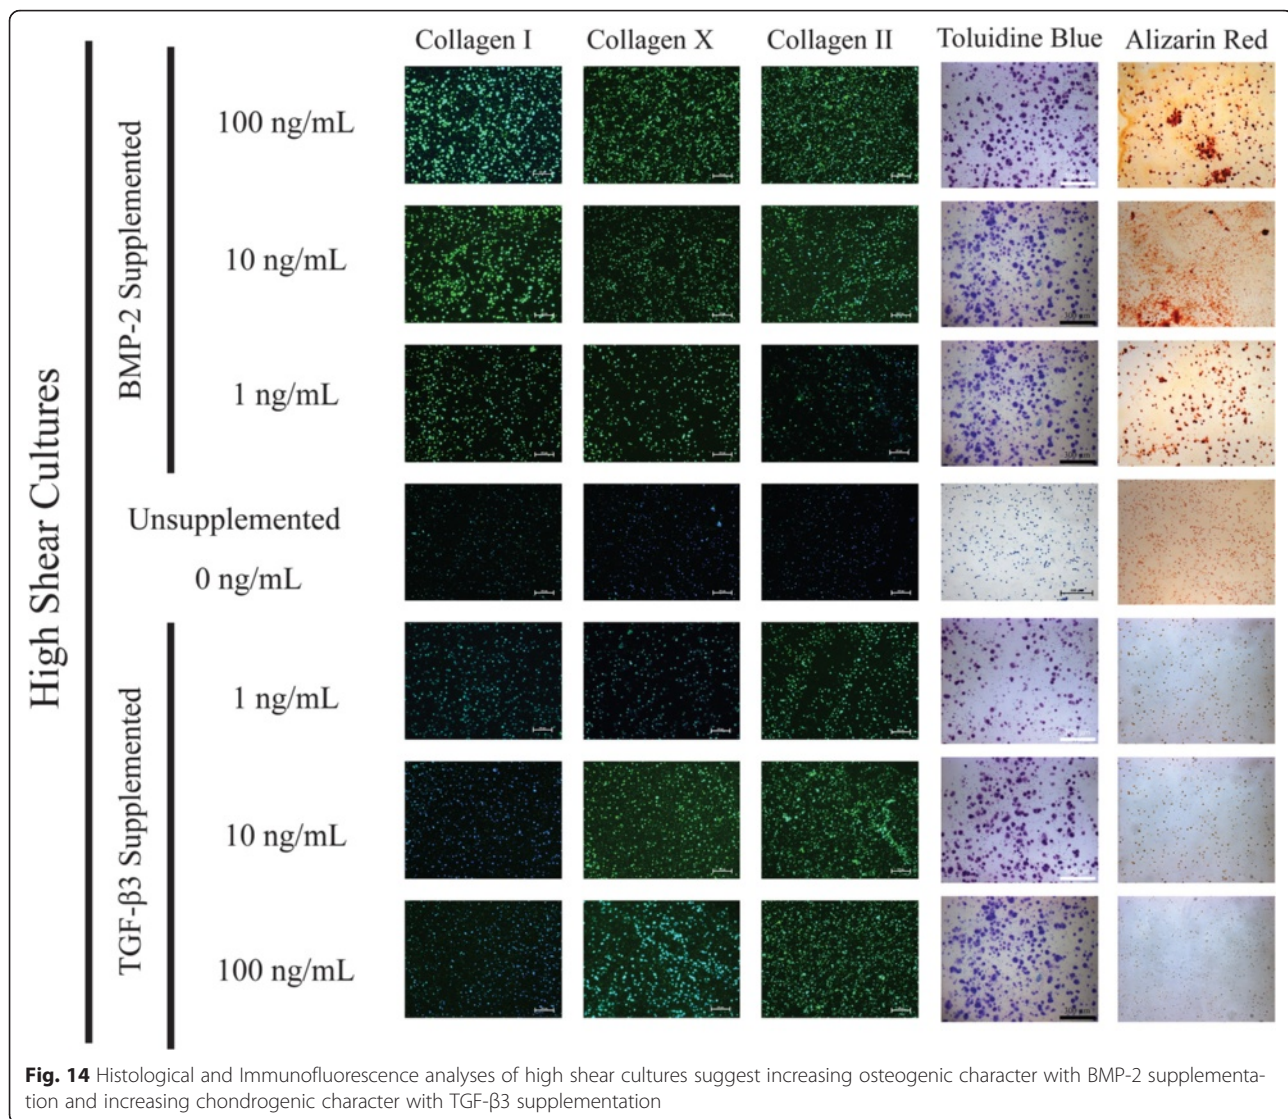 Collagen I Collagen X Collagen II Toluidine Blue Alizarin Red
High Shear Cultures
BMP-2 Supplemented
100 ng/mL
10 ng/mL
1 ng/mL
Unsupplemented
0 ng/mL
TGF-β3 Supplemented
1 ng/mL
10 ng/mL
100 ng/mL
Fig. 14 Histological and Immunofluorescence analyses of high shear cultures suggest increasing osteogenic character with BMP-2 supplementa-
tion and increasing chondrogenic character with TGF-β3 supplementation